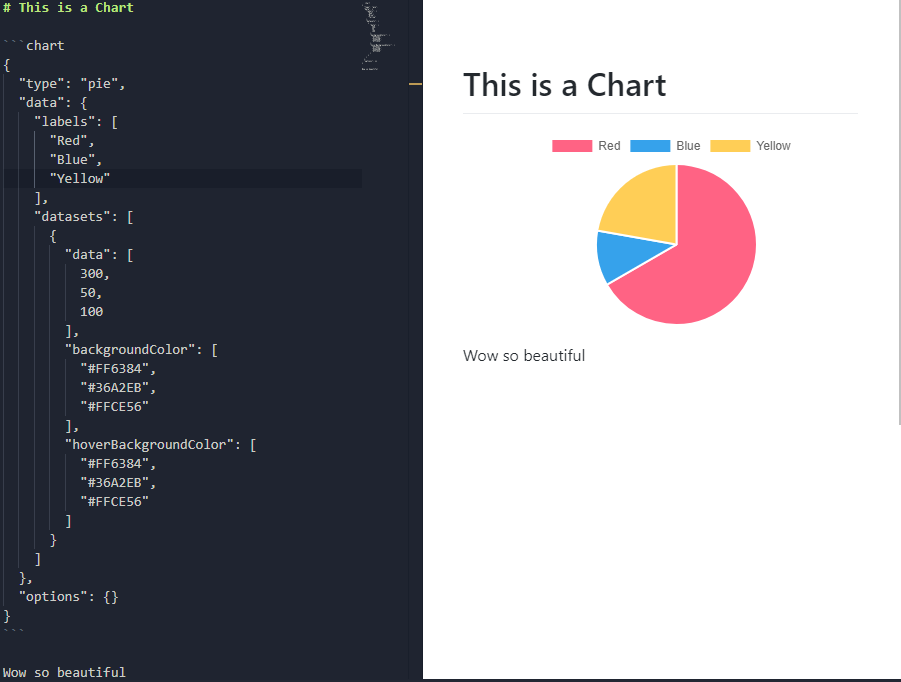 # This is a Chart
```chart
{
  "type": "pie",
  "data": {
    "labels": [
      "Red",
      "Blue",
      "Yellow"
    ],
    "datasets": [
      {
        "data": [
          300,
          50,
          100
        ],
        "backgroundColor": [
          "#FF6384",
          "#36A2EB",
          "#FFCE56"
        ],
        "hoverBackgroundColor": [
          "#FF6384",
          "#36A2EB",
          "#FFCE56"
        ]
      }
    ]
  },
  "options": {}
}
```
Wow so beautiful
This is a Chart
Red Blue Yellow
Wow so beautiful